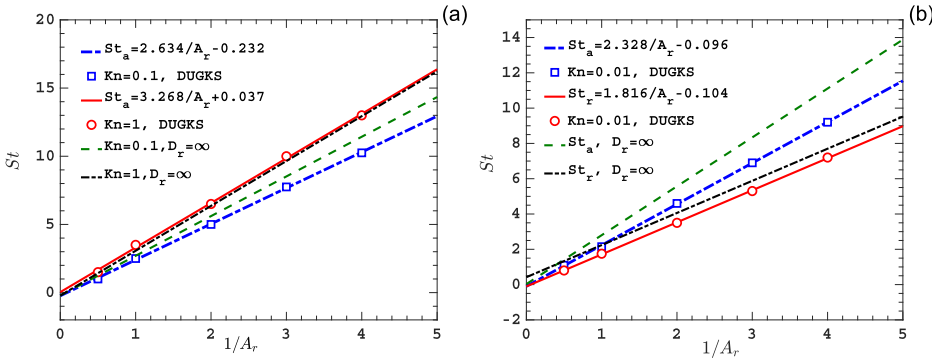 (a)
St_a=2.634/A_r−0.232
Kn=0.1, DUGKS
St_a=3.268/A_r+0.037
Kn=1, DUGKS
Kn=0.1,D_r=∞
Kn=1,D_r=∞
20
15
10
5
0
St
0 1 2 3 4 5
1/A_r
(b)
St_a=2.328/A_r−0.096
Kn=0.01, DUGKS
St_r=1.816/A_r−0.104
Kn=0.01, DUGKS
St_a, D_r=∞
St_r, D_r=∞
14
12
10
8
6
4
2
0
-2
St
0 1 2 3 4 5
1/A_r